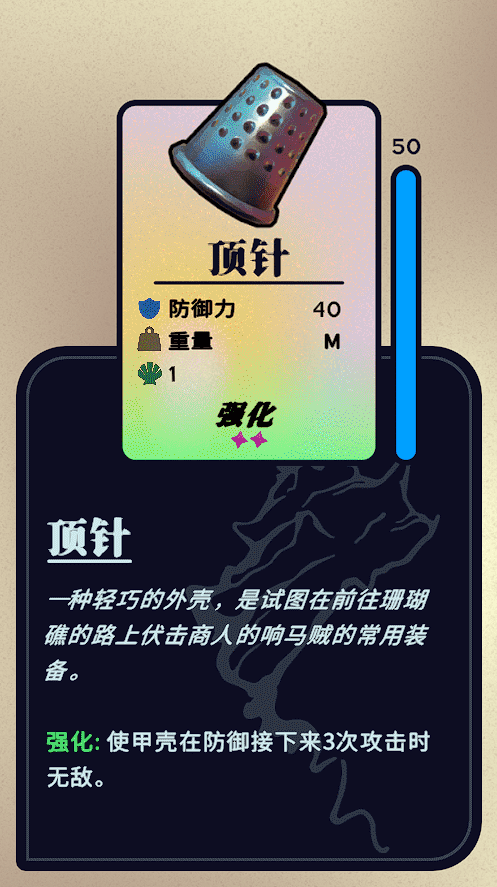 50
顶针
防御力 40
重量 M
1
强化
顶针
一种轻巧的外壳，是试图在前往珊瑚
礁的路上伏击商人的响马贼的常用装
备。
强化: 使甲壳在防御接下来3次攻击时
无敌。